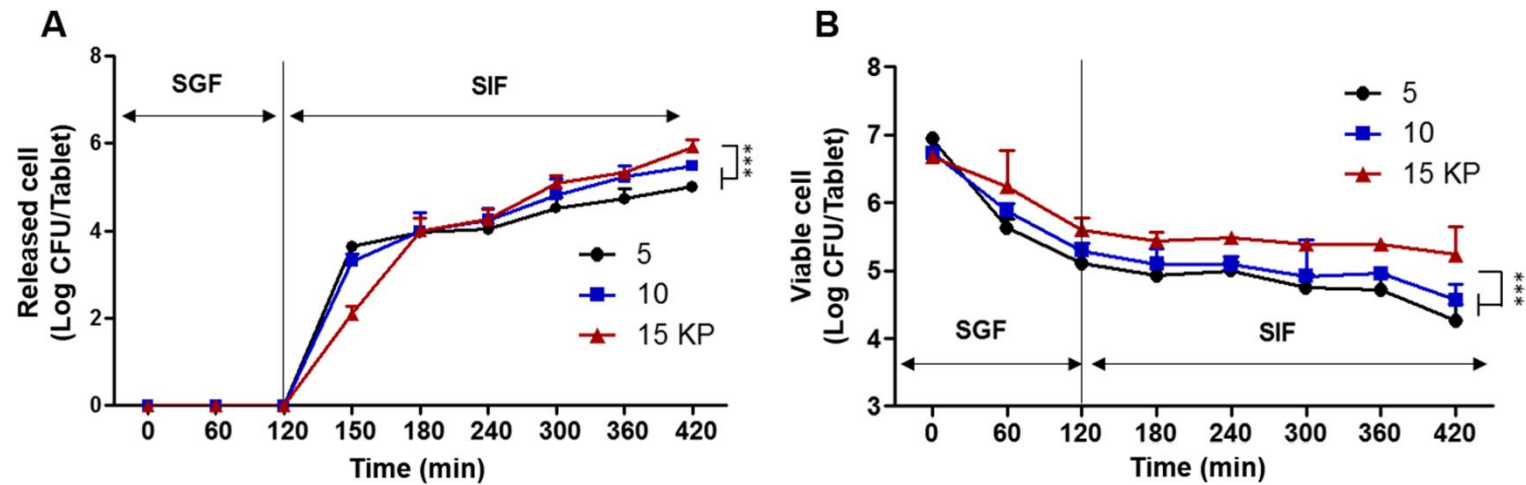 A
Released cell
(Log CFU/Tablet)
8
6
4
2
0
SGF
SIF
***
5
10
15 KP
0 60 120 150 180 240 300 360 420
Time (min)
B
Viable cell
(Log CFU/Tablet)
8
7
6
5
4
3
5
10
15 KP
***
SGF
SIF
0 60 120 180 240 300 360 420
Time (min)